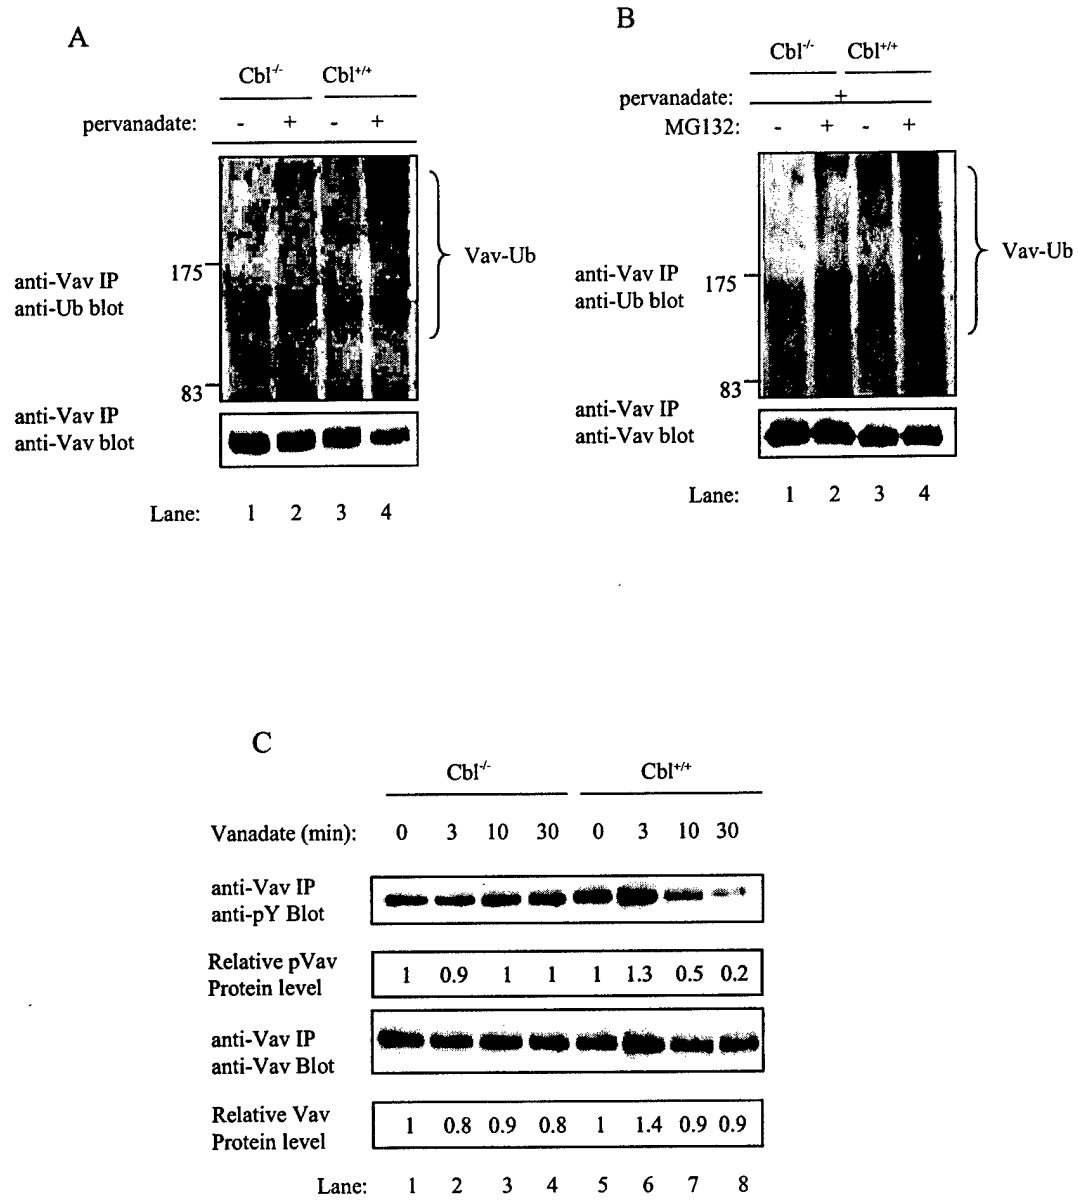 A
Cbl-/- Cbl+/+
pervanadate: - + - +
175
83
anti-Vav IP
anti-Ub blot
Vav-Ub
anti-Vav IP
anti-Vav blot
Lane: 1 2 3 4
B
Cbl-/- Cbl+/+
pervanadate: +
MG132: - + - +
anti-Vav IP
anti-Ub blot
175
83
Vav-Ub
anti-Vav IP
anti-Vav blot
Lane: 1 2 3 4
C
Cbl-/- Cbl+/+
Vanadate (min): 0 3 10 30 0 3 10 30
anti-Vav IP
anti-pY Blot
Relative pVav
Protein level
1 0.9 1 1 1 1.3 0.5 0.2
anti-Vav IP
anti-Vav Blot
Relative Vav
Protein level
1 0.8 0.9 0.8 1 1.4 0.9 0.9
Lane: 1 2 3 4 5 6 7 8